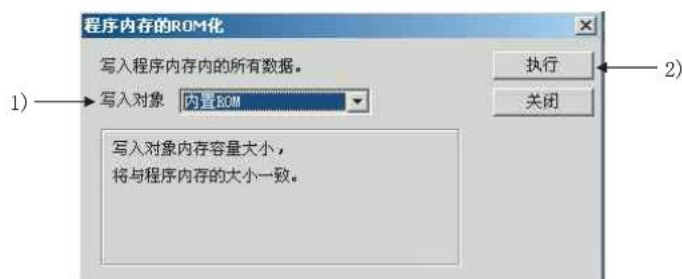 程序内存的ROM化
写入程序内存内的所有数据。
执行
2)
1)
写入对象
内置ROM
关闭
写入对象内存容量大小，
将与程序内存的大小一致。